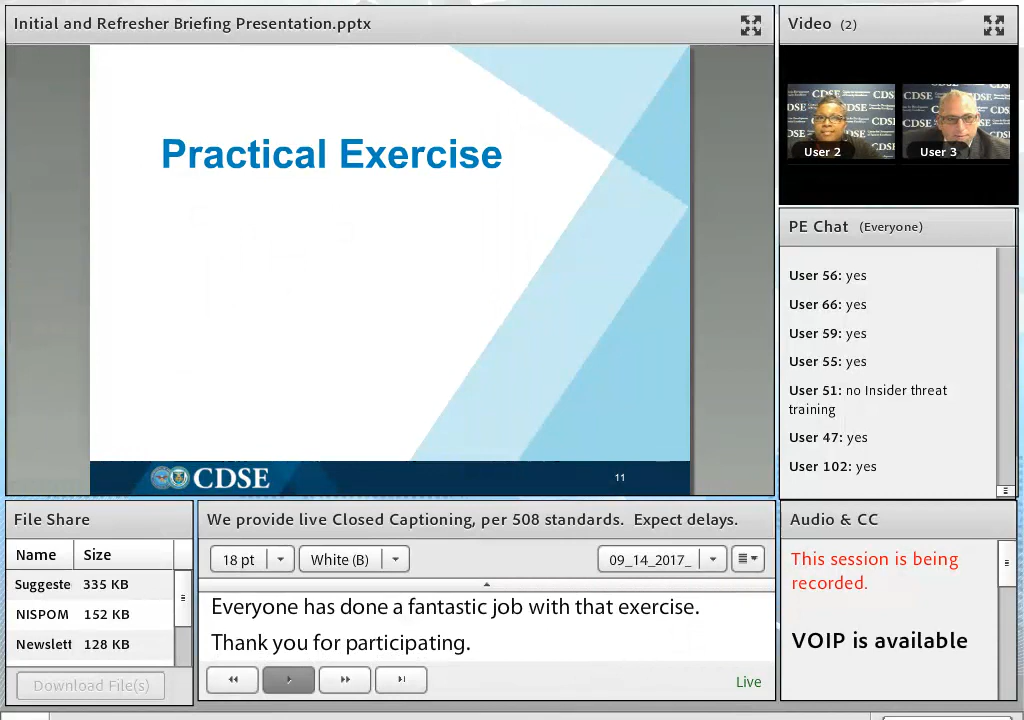 Initial and Refresher Briefing Presentation.pptx
Practical Exercise
CDSE
11
Video (2)
CDSE
CDSE
User 2
User 3
PE Chat (Everyone)
User 56: yes
User 66: yes
User 59: yes
User 55: yes
User 51: no Insider threat
training
User 47: yes
User 102: yes
File Share
Name Size
Suggeste 335 KB
NISPOM 152 KB
Newslett 128 KB
Download File(s)
We provide live Closed Captioning, per 508 standards. Expect delays.
18 pt
White (B)
09_14_2017_
Everyone has done a fantastic job with that exercise.
Thank you for participating.
Live
Audio & CC
This session is being
recorded.
VOIP is available